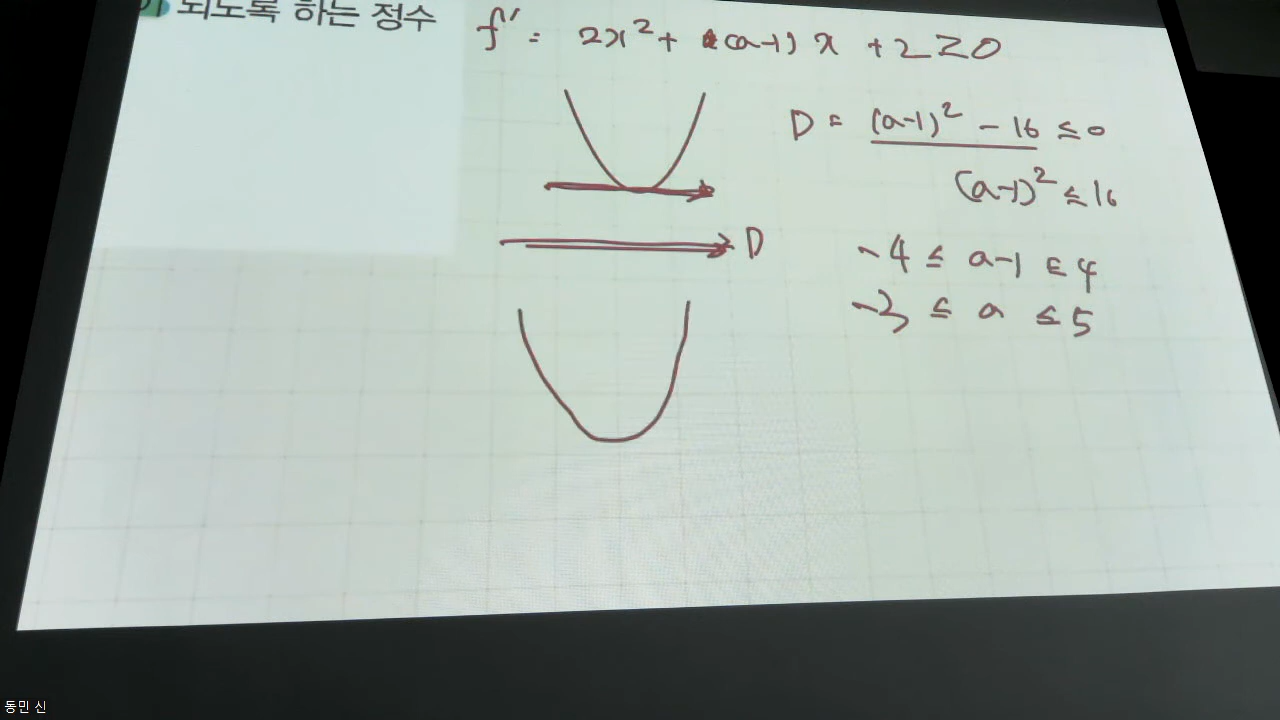 되도록 하는 정수
f'' = 2x² + (a-1)x + 2 ≥ 0
D = (a-1)² - 16 ≤ 0
(a-1)² ≤ 16
D
-4 ≤ a-1 ≤ 4
-3 ≤ a ≤ 5
동민 신